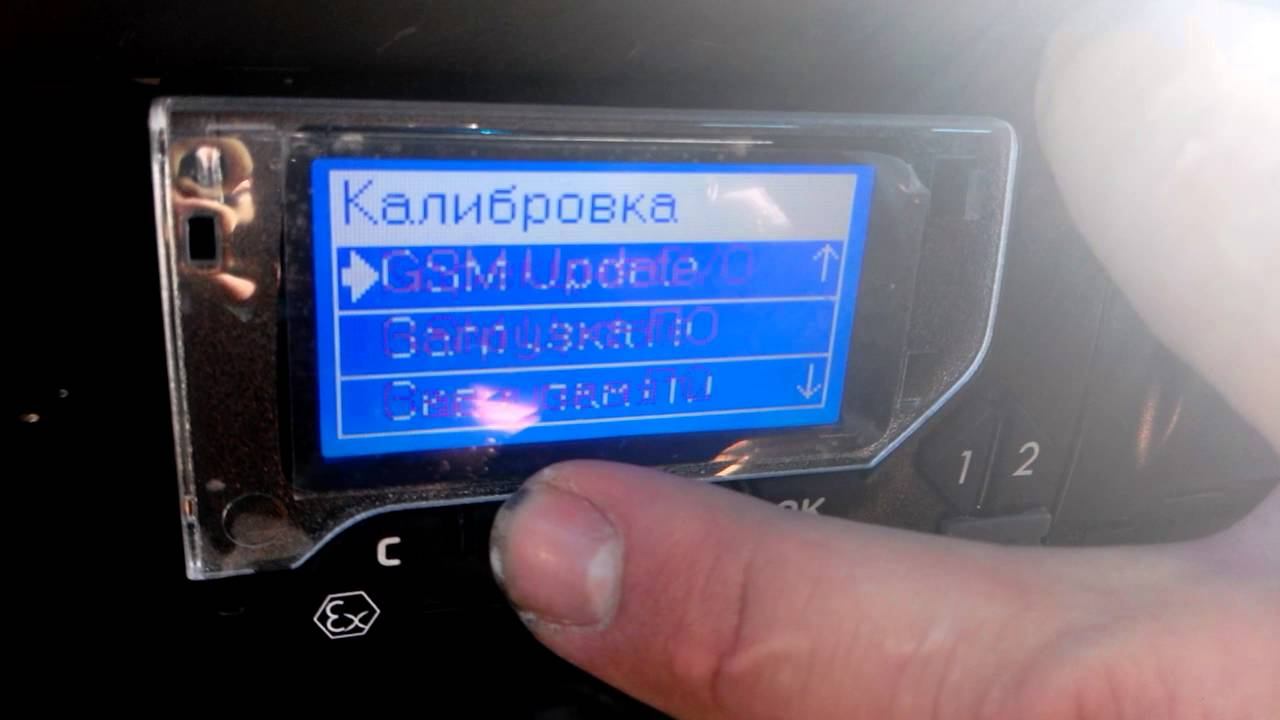 Калибровка
GSM Update
Загрузка ПО
1 2
OK
C
Ex